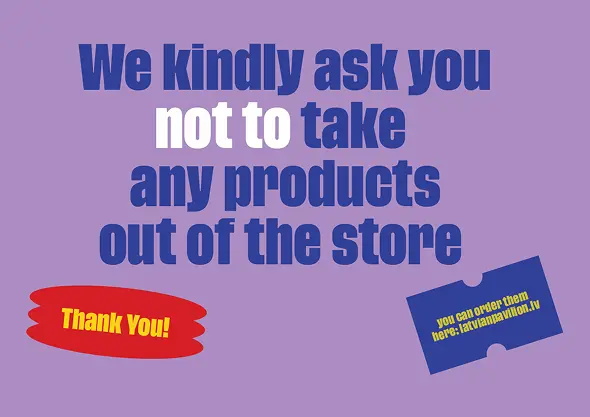 We kindly ask you
not to take
any products
out of the store
Thank You!
you can order them
here: latvianpavilion.lv